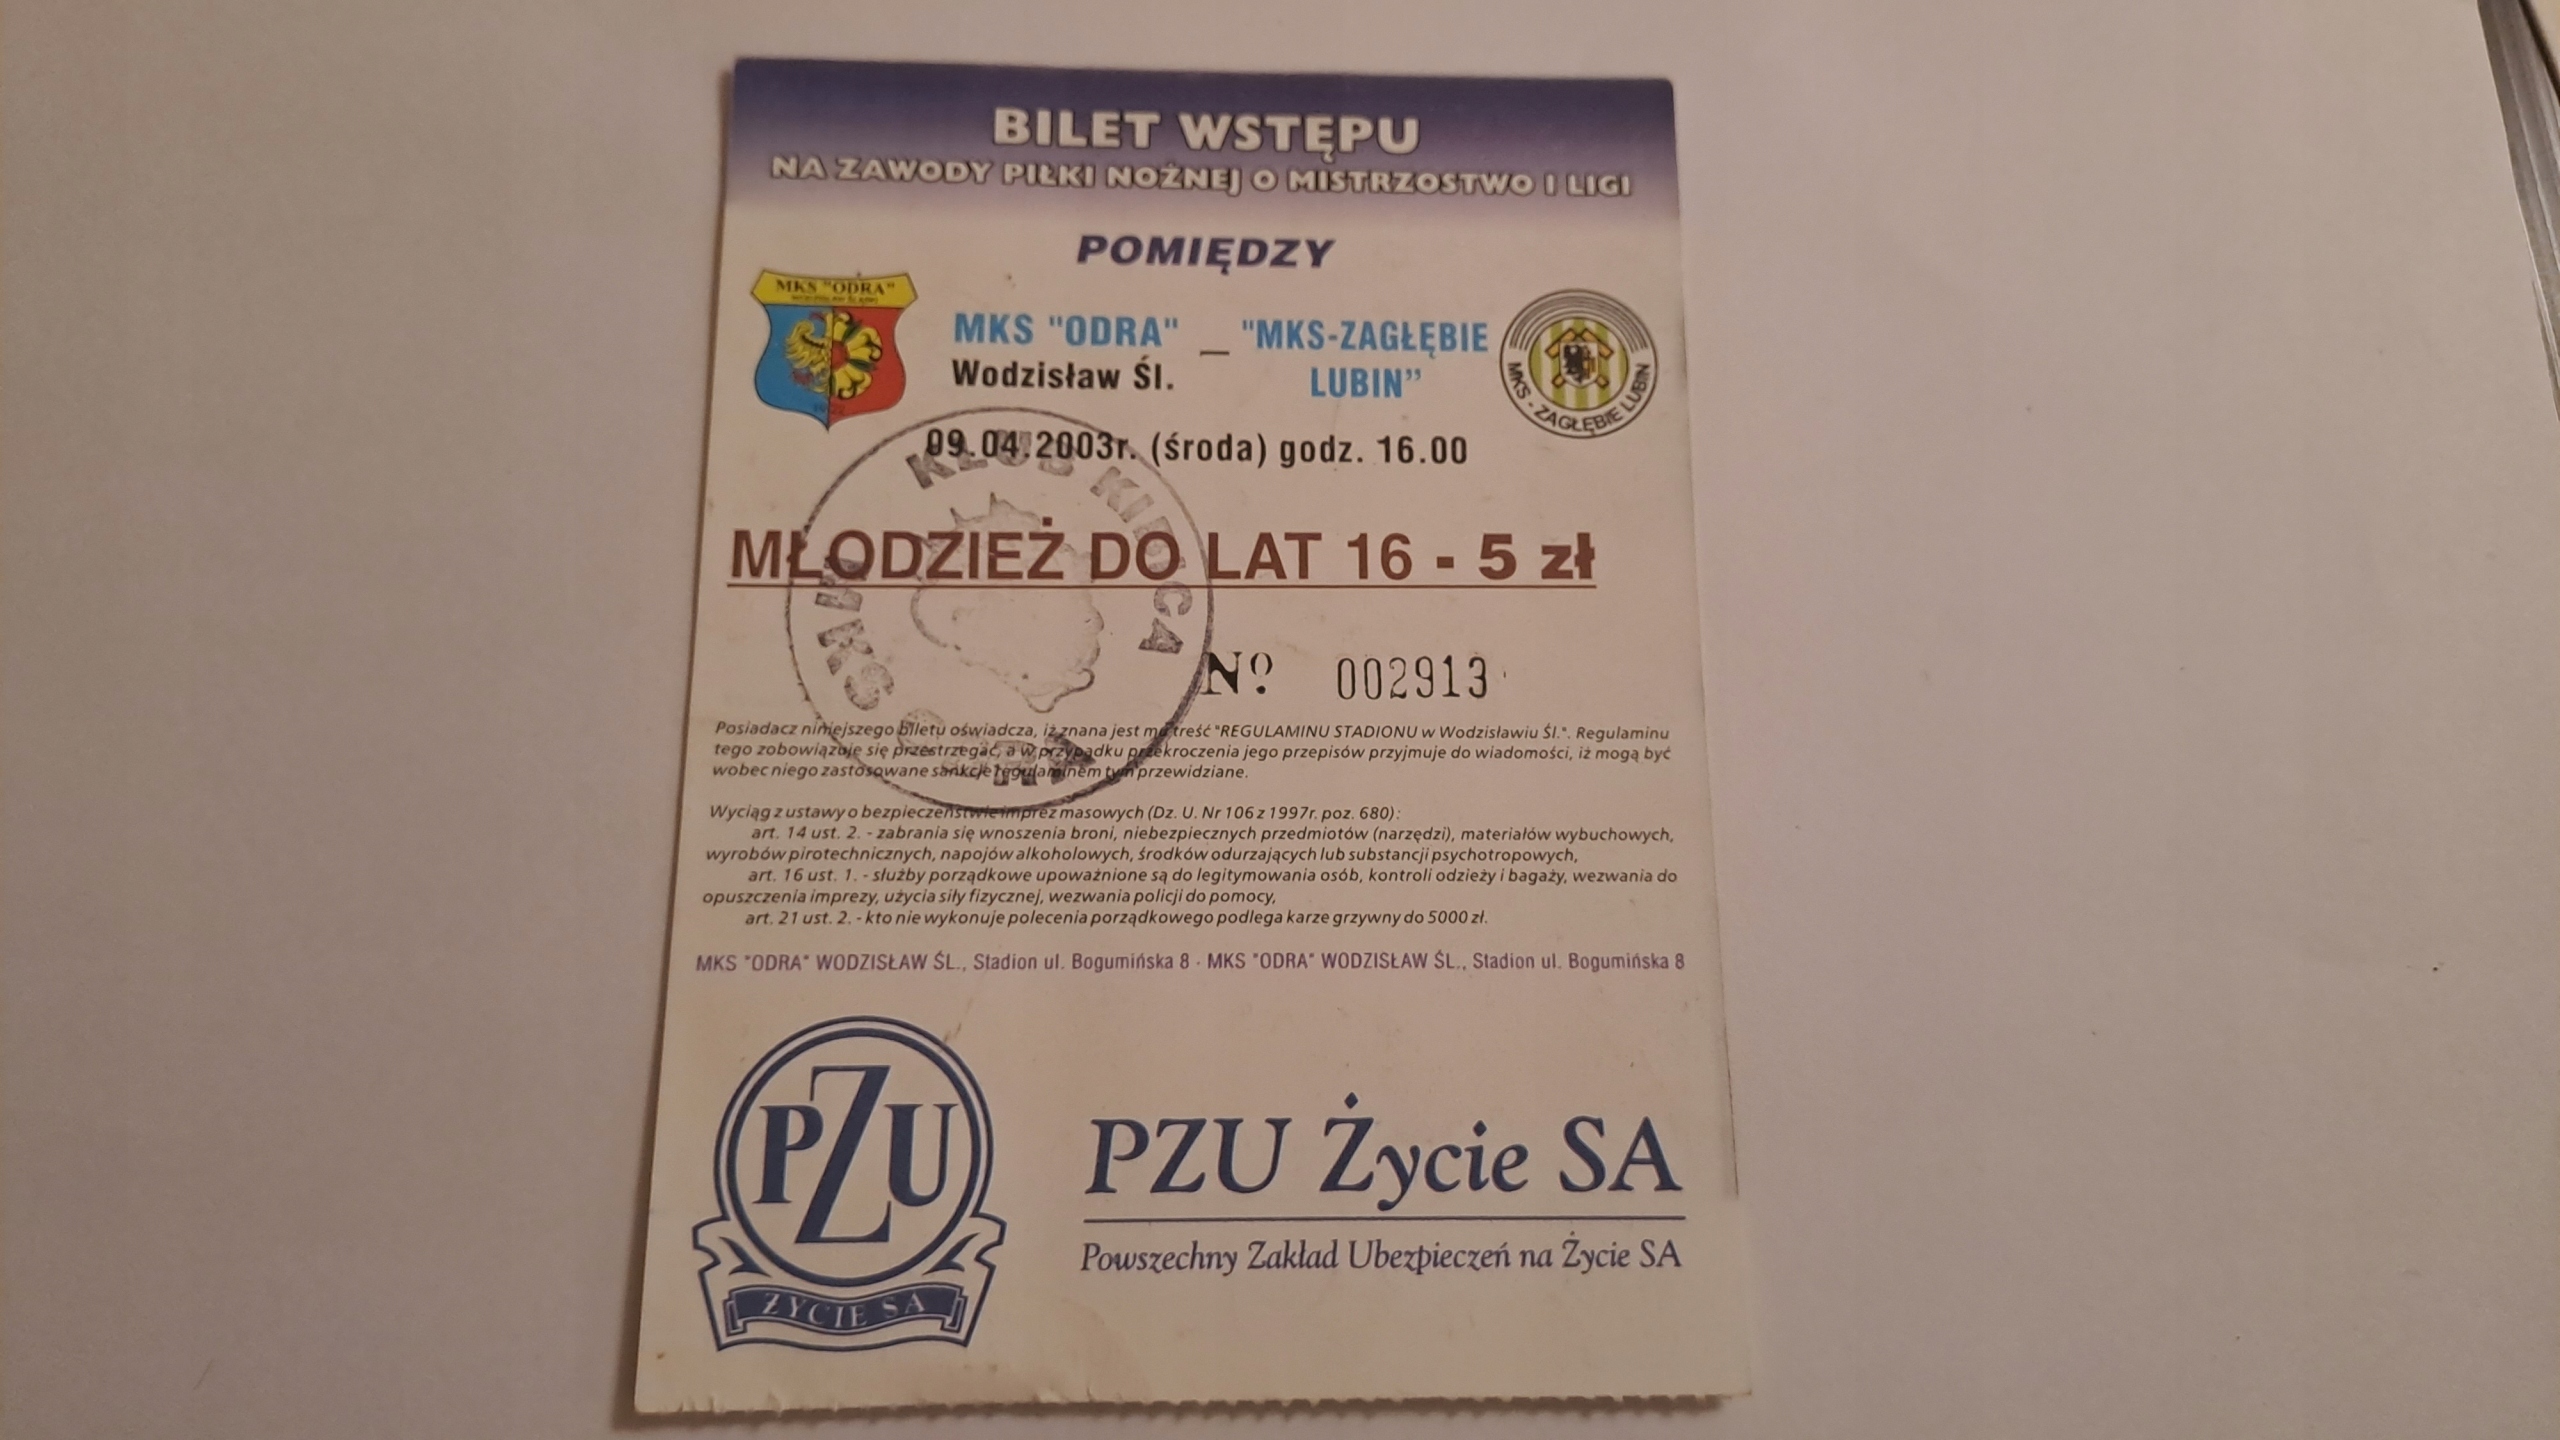 BILET WSTĘPU
NA ZAWODY PIŁKI NOŻNEJ O MISTRZOSTWO I LIGI
POMIĘDZY
MKS "ODRA"
WODZISŁAW ŚLĄSKI
1922
MKS "ODRA" – "MKS-ZAGŁĘBIE
Wodzisław Śl. LUBIN”
MKS - ZAGŁĘBIE LUBIN
09.04.2003r. (środa) godz. 16.00
KLUB KIBICA
MKS ODRA
MŁODZIEŻ DO LAT 16 - 5 zł
Nº 002913
Posiadacz niniejszego biletu oświadcza, iż znana jest mu treść "REGULAMINU STADIONU w Wodzisławiu Śl.". Regulaminu
tego zobowiązuje się przestrzegać, a w przypadku przekroczenia jego przepisów przyjmuje do wiadomości, iż mogą być
wobec niego zastosowane sankcje regulaminem tym przewidziane.
Wyciąg z ustawy o bezpieczeństwie imprez masowych (Dz. U. Nr 106 z 1997r. poz. 680):
art. 14 ust. 2. - zabrania się wnoszenia broni, niebezpiecznych przedmiotów (narzędzi), materiałów wybuchowych,
wyrobów pirotechnicznych, napojów alkoholowych, środków odurzających lub substancji psychotropowych,
art. 16 ust. 1. - służby porządkowe upoważnione są do legitymowania osób, kontroli odzieży i bagaży, wezwania do
opuszczenia imprezy, użycia siły fizycznej, wezwania policji do pomocy,
art. 21 ust. 2. - kto nie wykonuje polecenia porządkowego podlega karze grzywny do 5000 zł.
MKS "ODRA" WODZISŁAW ŚL., Stadion ul. Bogumińska 8 - MKS "ODRA" WODZISŁAW ŚL., Stadion ul. Bogumińska 8
PZU
ŻYCIE SA
PZU Życie SA
Powszechny Zakład Ubezpieczeń na Życie SA